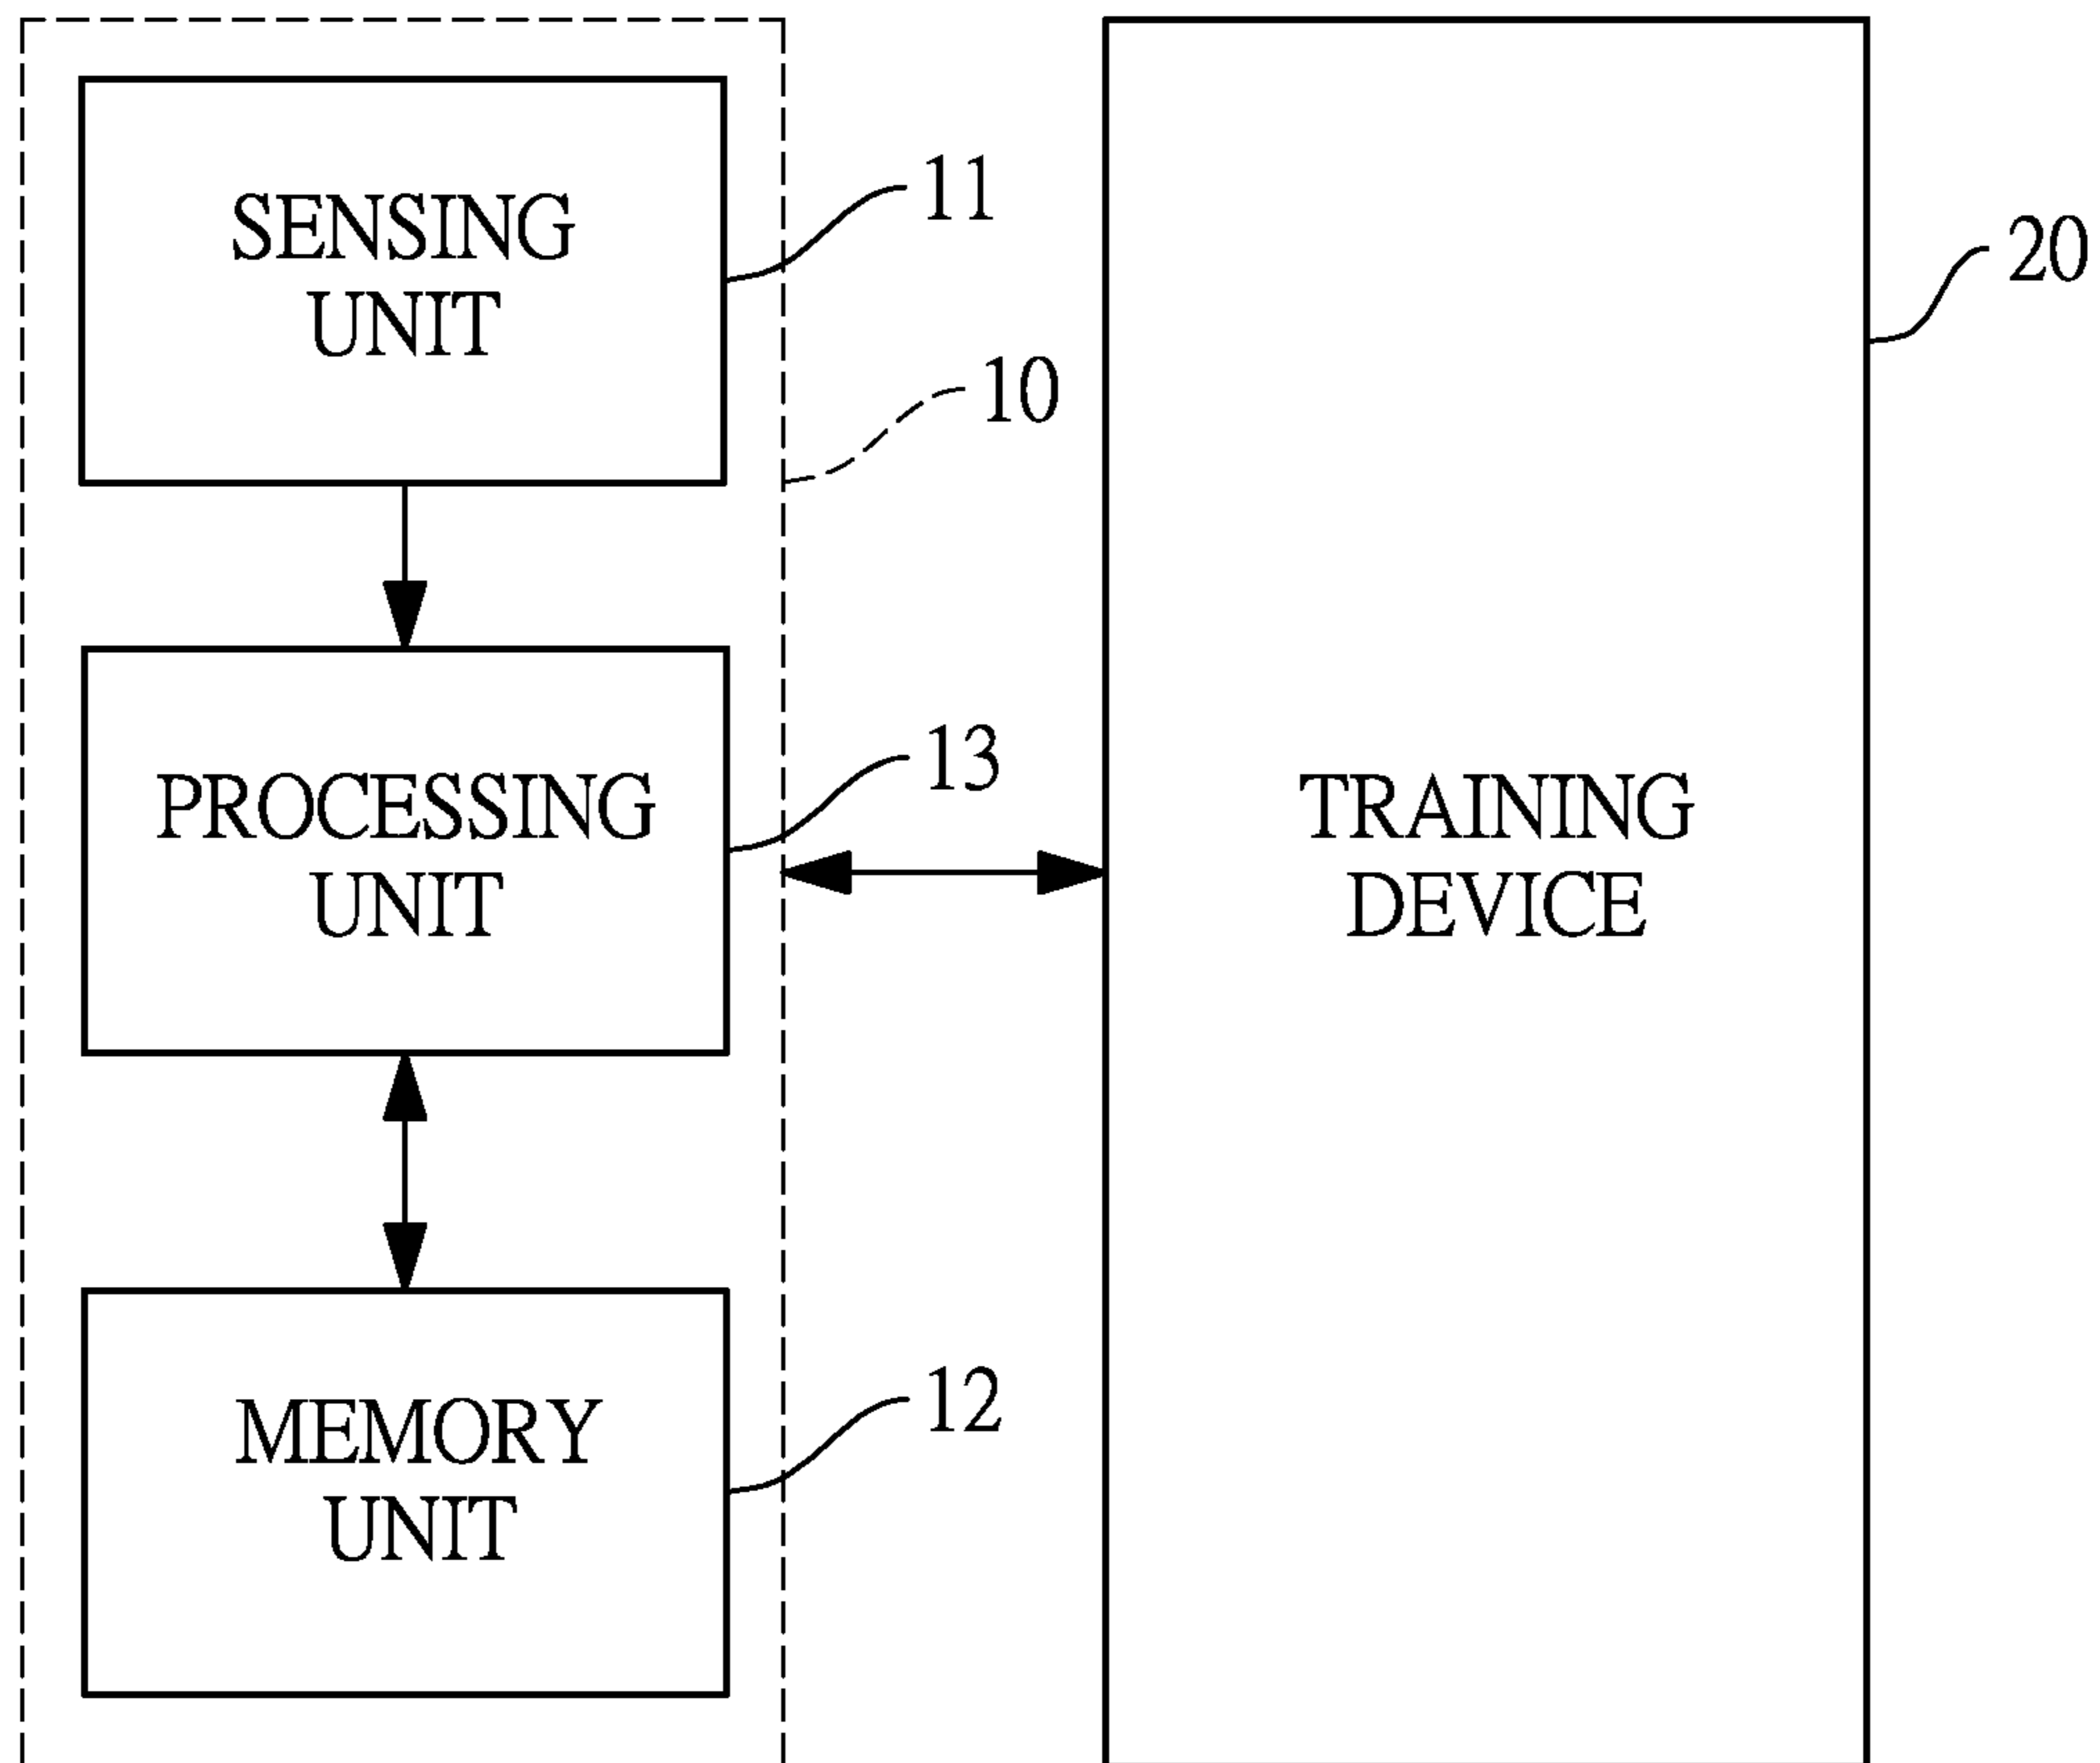 SENSING
UNIT
11
10
20
PROCESSING
UNIT
13
TRAINING
DEVICE
MEMORY
UNIT
12